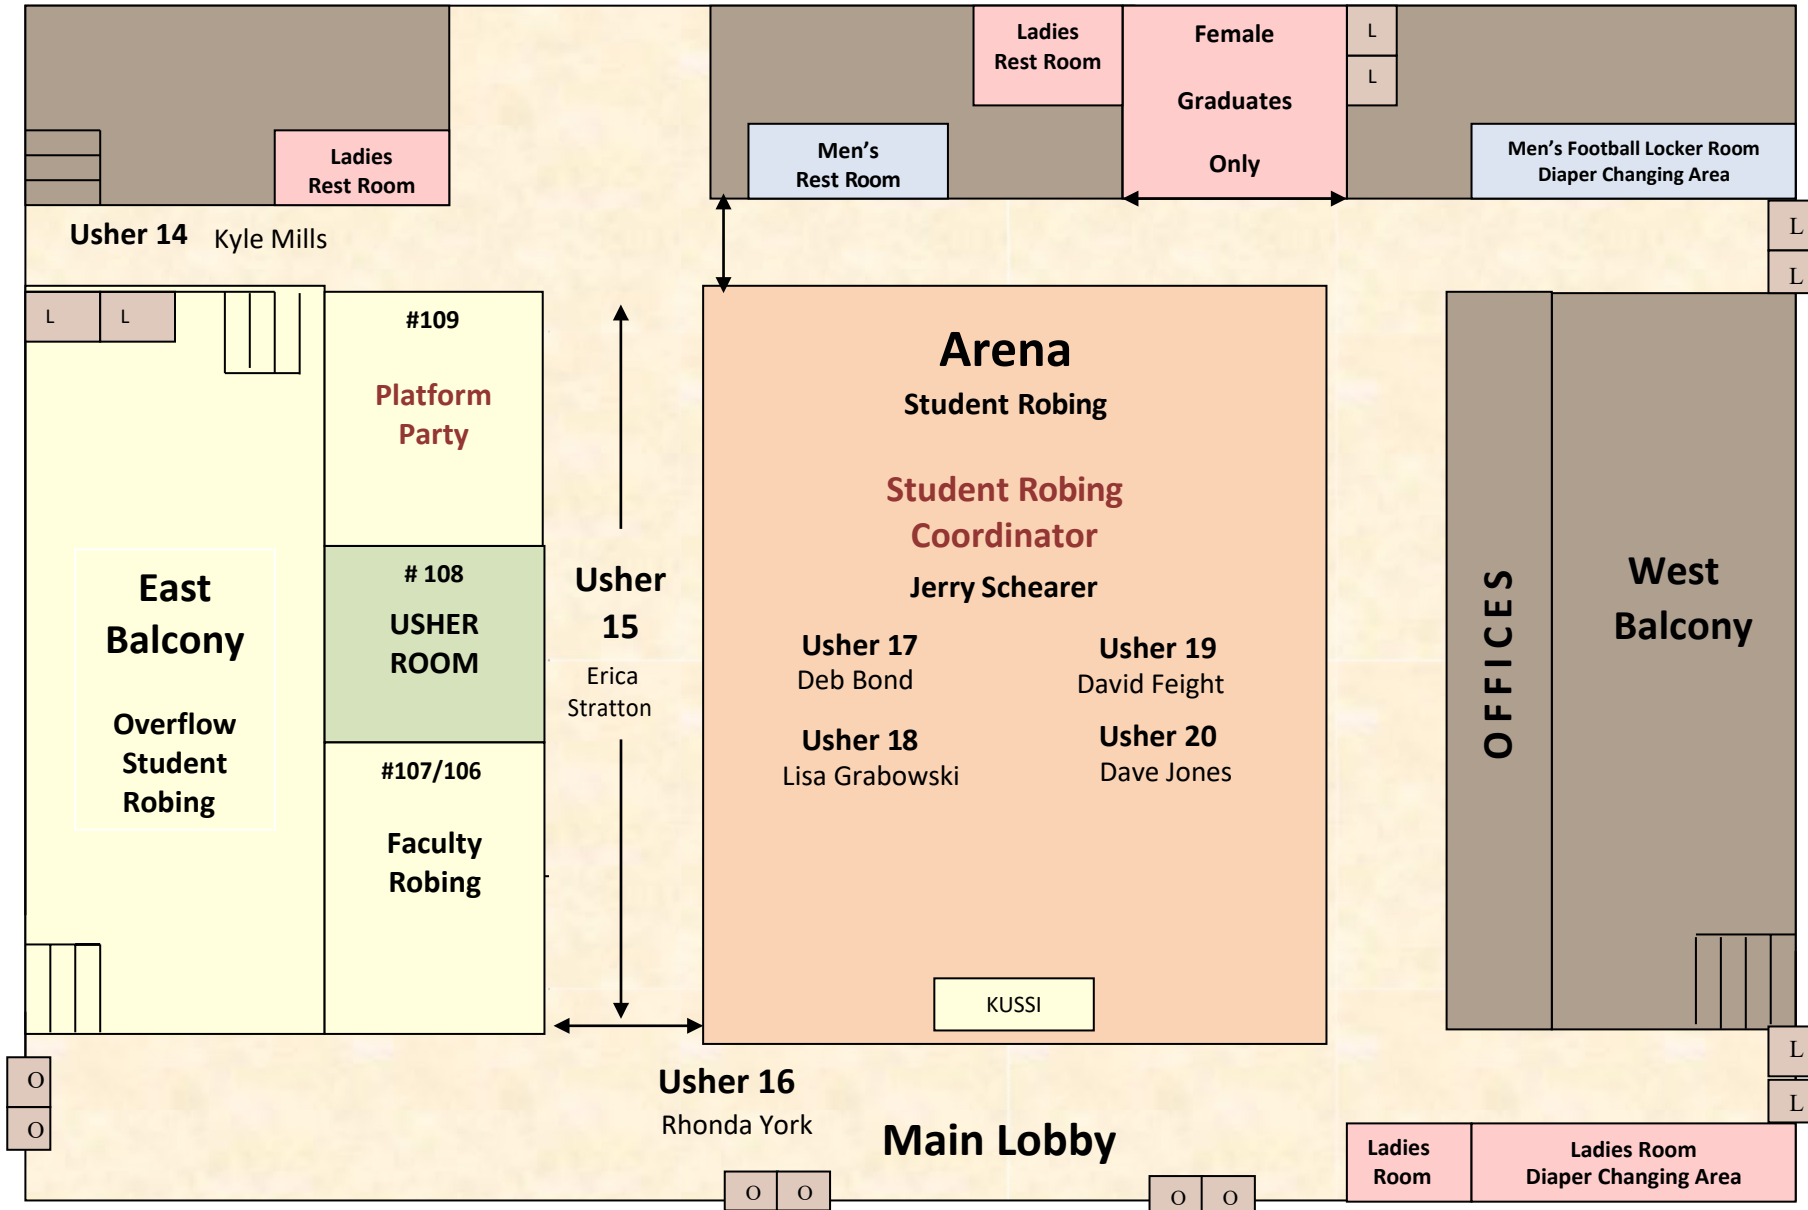 Ladies
Rest Room
Female
Graduates
Only
L
L
Men's
Rest Room
Men's Football Locker Room
Diaper Changing Area
Ladies
Rest Room
Usher 14 Kyle Mills
L
L
L L
#109
Platform
Party
Arena
Student Robing
Student Robing
Coordinator
Jerry Schearer
East
Balcony
Overflow
Student
Robing
# 108
USHER
ROOM
Usher
15
Erica
Stratton
Usher 17
Deb Bond
Usher 19
David Feight
Usher 18
Lisa Grabowski
Usher 20
Dave Jones
OFFICES
West
Balcony
#107/106
Faculty
Robing
KUSSI
L
L
O
O
Usher 16
Rhonda York
Main Lobby
Ladies
Room
Ladies Room
Diaper Changing Area
O O
O O